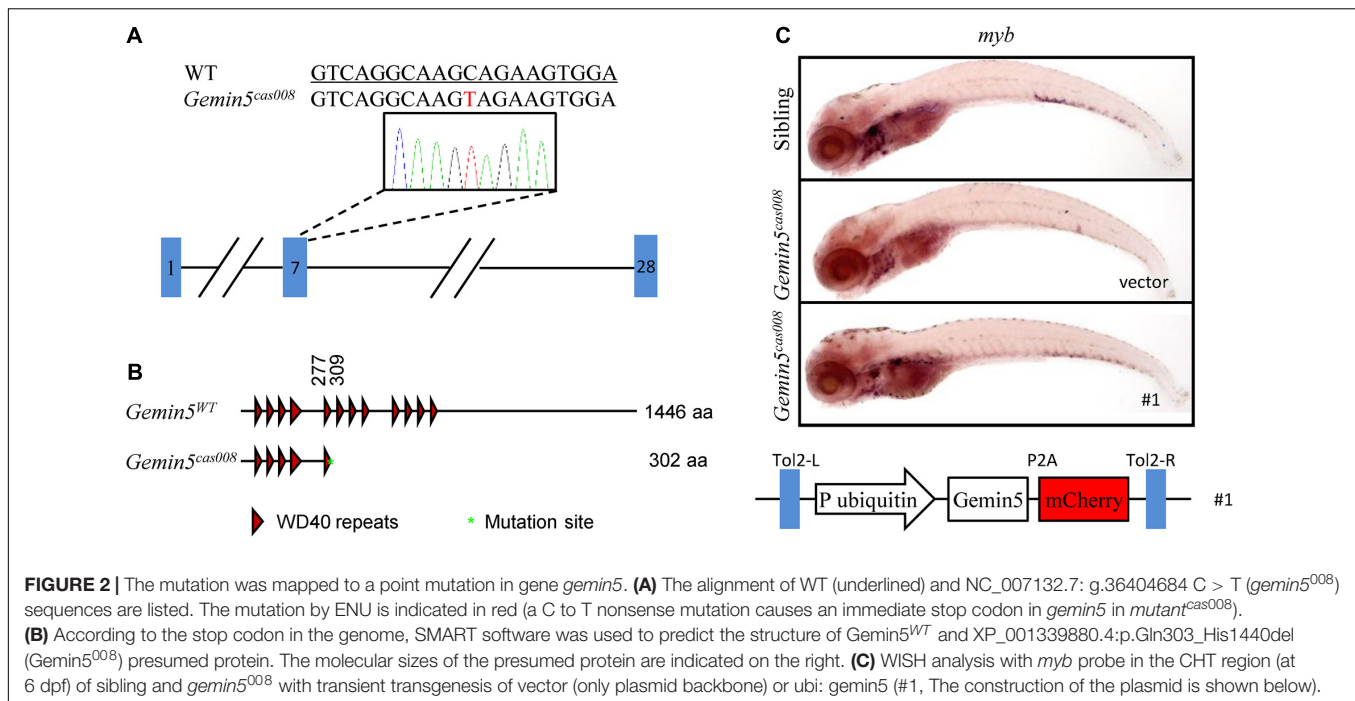 A
WT GTCAGGCAAGCAGAAGTGGA
Gemin5cas008 GTCAGGCAAGTAGAAGTGGA
1
7
28
B
277
309
Gemin5WT
1446 aa
Gemin5cas008
302 aa
WD40 repeats
* Mutation site
C
myb
Sibling
Gemin5cas008
vector
Gemin5cas008
#1
Tol2-L
P2A
Tol2-R
P ubiquitin
Gemin5
mCherry
#1
FIGURE 2 | The mutation was mapped to a point mutation in gene gemin5. (A) The alignment of WT (underlined) and NC_007132.7: g.36404684 C > T (gemin5008)
sequences are listed. The mutation by ENU is indicated in red (a C to T nonsense mutation causes an immediate stop codon in gemin5 in mutantcas008).
(B) According to the stop codon in the genome, SMART software was used to predict the structure of Gemin5WT and XP_001339880.4:p.Gln303_His1440del
(Gemin5008) presumed protein. The molecular sizes of the presumed protein are indicated on the right. (C) WISH analysis with myb probe in the CHT region (at
6 dpf) of sibling and gemin5008 with transient transgenesis of vector (only plasmid backbone) or ubi: gemin5 (#1, The construction of the plasmid is shown below).